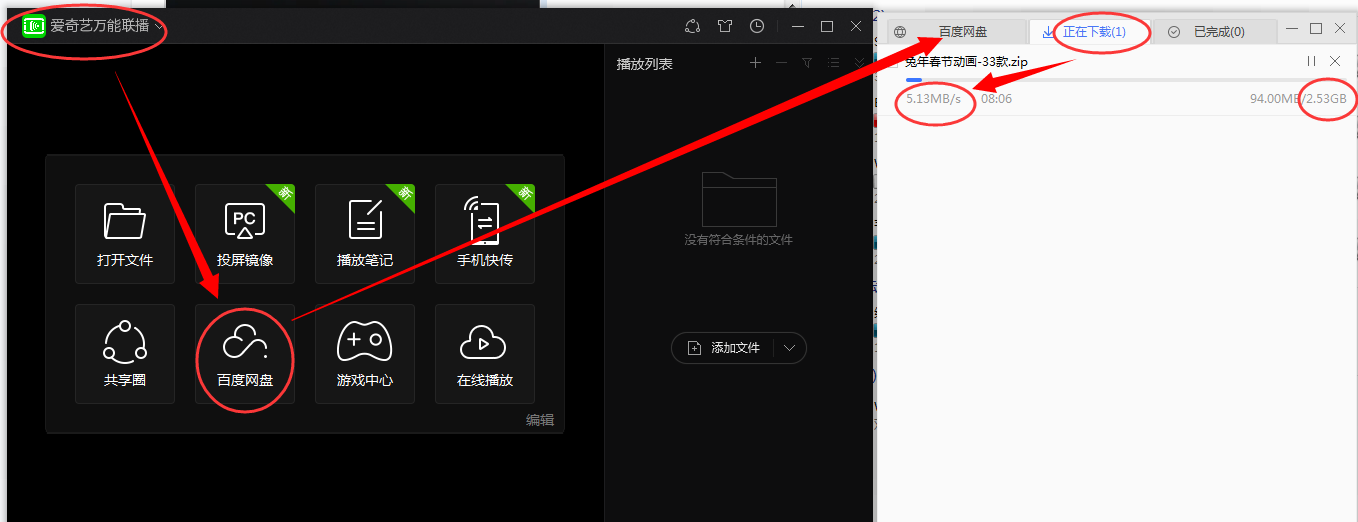 爱奇艺万能联播
播放列表
打开文件
PC
投屏镜像
新
播放笔记
新
手机快传
新
共享圈
百度网盘
游戏中心
在线播放
编辑
没有符合条件的文件
添加文件
百度网盘
正在下载(1)
已完成(0)
兔年春节动画-33款.zip
5.13MB/s 08:06 94.00MB/2.53GB